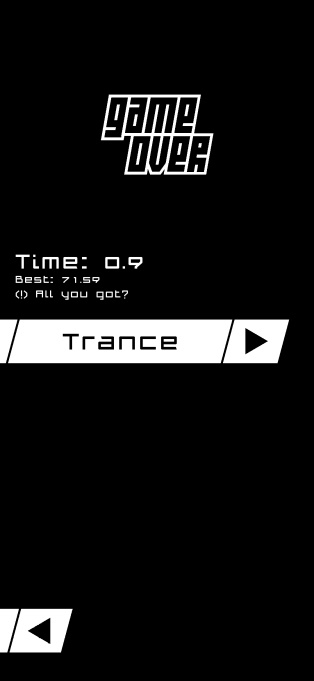 game
over
Time: 0.9
Best: 71.59
(!) All you got?
Trance